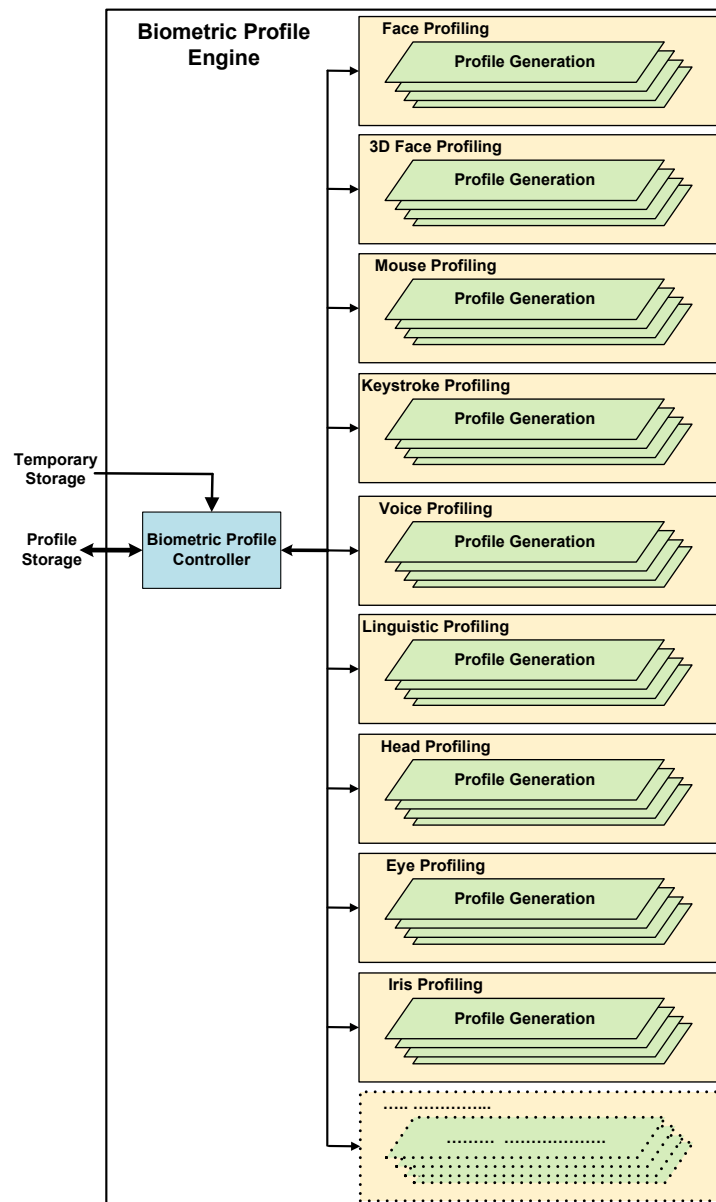 Biometric Profile
Engine
Face Profiling
Profile Generation
3D Face Profiling
Profile Generation
Mouse Profiling
Profile Generation
Keystroke Profiling
Profile Generation
Temporary
Storage
Profile
Storage
Biometric Profile
Controller
Voice Profiling
Profile Generation
Linguistic Profiling
Profile Generation
Head Profiling
Profile Generation
Eye Profiling
Profile Generation
Iris Profiling
Profile Generation
..... ...............
......... ....................